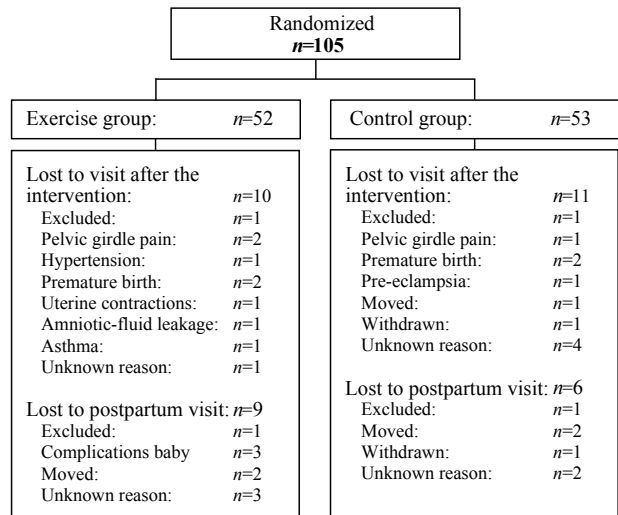 Randomized
n=105
Exercise group: n=52
Control group: n=53
Lost to visit after the
intervention: n=10
Excluded: n=1
Pelvic girdle pain: n=2
Hypertension: n=1
Premature birth: n=2
Uterine contractions: n=1
Amniotic-fluid leakage: n=1
Asthma: n=1
Unknown reason: n=1
Lost to postpartum visit: n=9
Excluded: n=1
Complications baby n=3
Moved: n=2
Unknown reason: n=3
Lost to visit after the
intervention: n=11
Excluded: n=1
Pelvic girdle pain: n=1
Premature birth: n=2
Pre-eclampsia: n=1
Moved: n=1
Withdrawn: n=1
Unknown reason: n=4
Lost to postpartum visit: n=6
Excluded: n=1
Moved: n=2
Withdrawn: n=1
Unknown reason: n=2